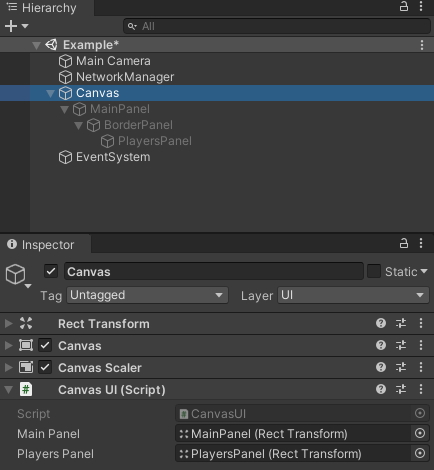 Hierarchy
All
Example*
Main Camera
NetworkManager
Canvas
MainPanel
BorderPanel
PlayersPanel
EventSystem
Inspector
Canvas Static
Tag Untagged Layer UI
Rect Transform
Canvas
Canvas Scaler
# Canvas UI (Script)
Script # CanvasUI
Main Panel MainPanel (Rect Transform)
Players Panel PlayersPanel (Rect Transform)